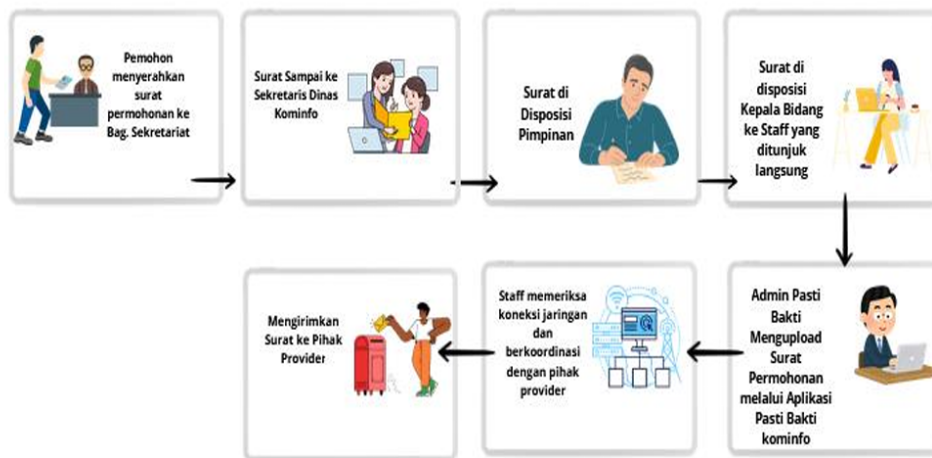 Pemohon
menyerahkan
surat
permohonan ke
Bag. Sekretariat
Surat Sampai ke
Sekretaris Dinas
Kominfo
Surat di
Disposisi
Pimpinan
Surat di
disposisi
Kepala Bidang
ke Staff yang
ditunjuk
langsung
Admin Pasti
Bakti
Mengupload
Surat
Permohonan
melalui Aplikasi
Pasti Bakti
kominfo
Staff memeriksa
koneksi jaringan
dan
berkoordinasi
dengan pihak
provider
Mengirimkan
Surat ke Pihak
Provider